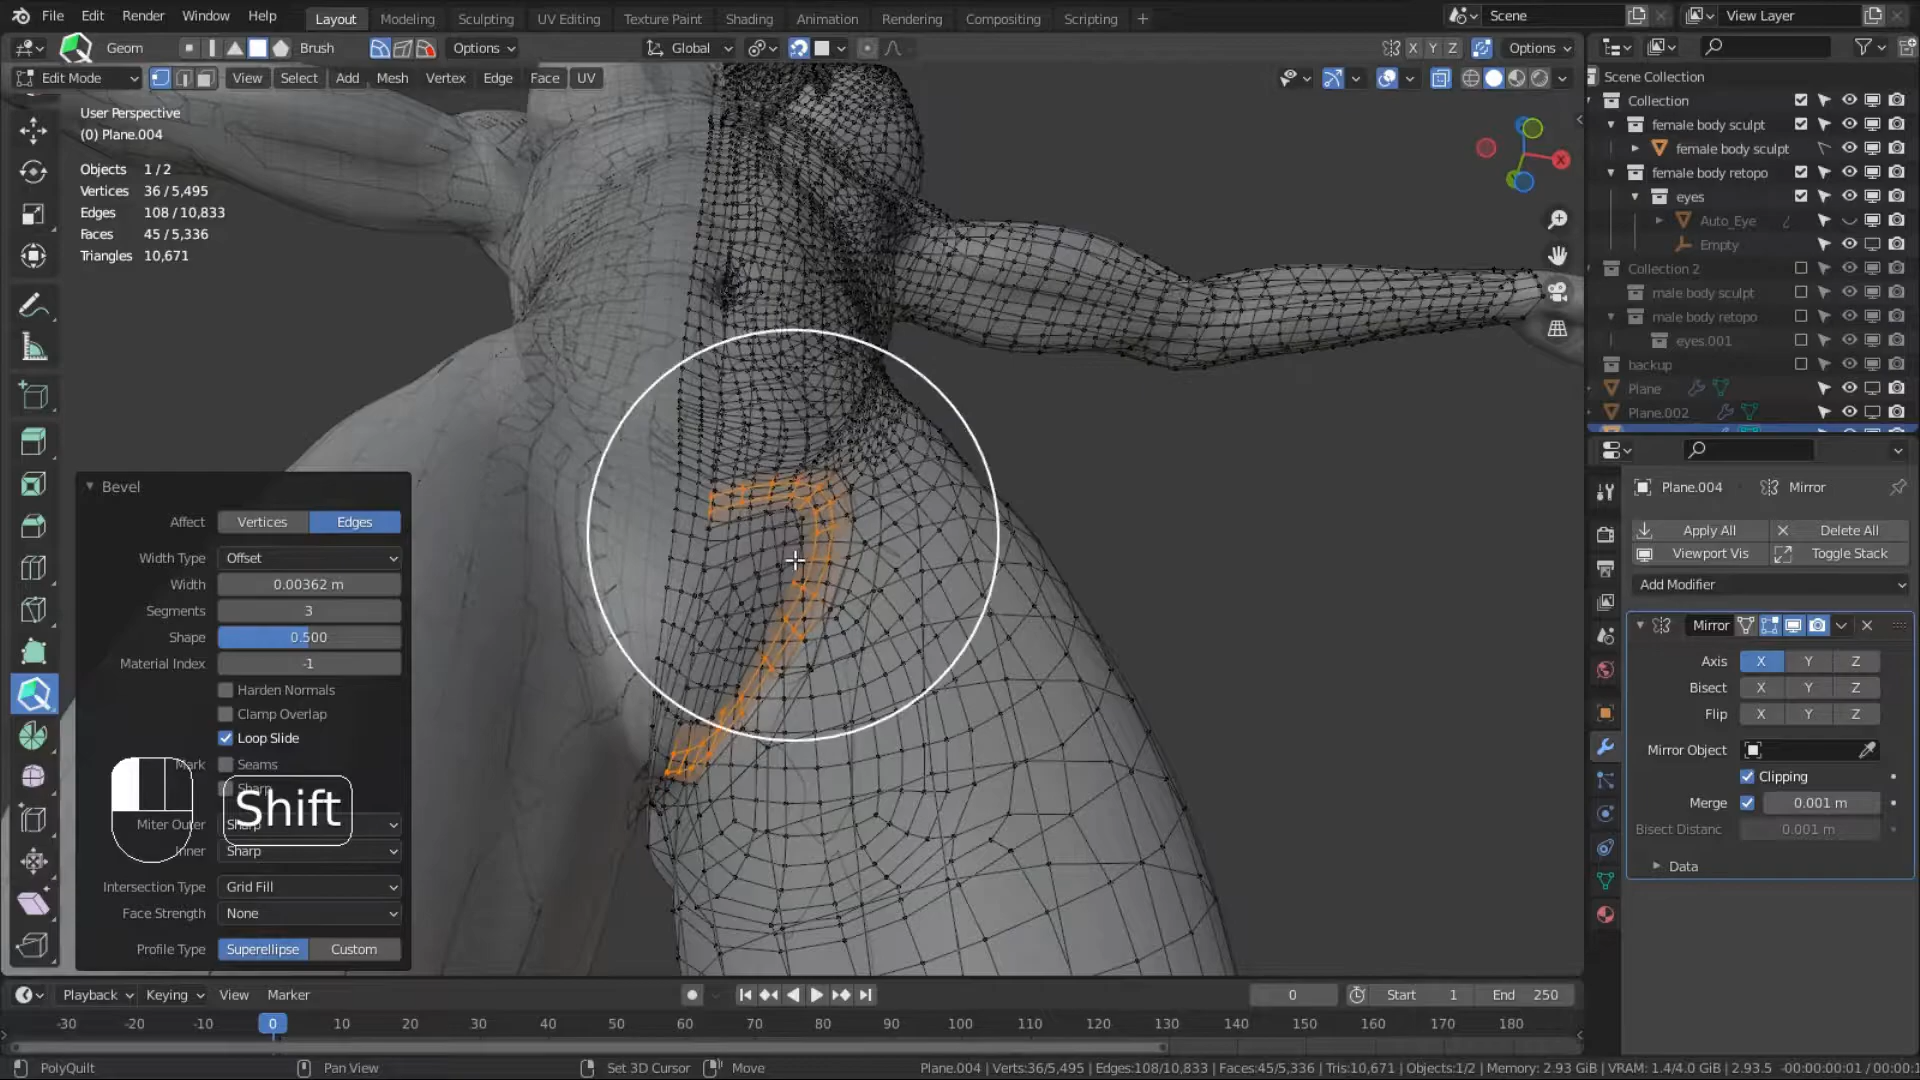 File Edit Render Window Help Layout Modeling Sculpting UV Editing Texture Paint Shading Animation Rendering Compositing Scripting + Scene View Layer
Geom Brush Options Global X Y Z Options
Edit Mode View Select Add Mesh Vertex Edge Face UV
User Perspective
(0) Plane.004
Objects 1 / 2
Vertices 36 / 5,495
Edges 108 / 10,833
Faces 45 / 5,336
Triangles 10,671
X
Bevel
Affect Vertices Edges
Width Type Offset
Width 0.00362 m
Segments 3
Shape 0.500
Material Index -1
Harden Normals
Clamp Overlap
Loop Slide
Mark Seams
Sharp
Shift
Miter Outer Sharp
Inner Sharp
Intersection Type Grid Fill
Face Strength None
Profile Type Superellipse Custom
Scene Collection
Collection
female body sculpt
female body sculpt
female body retopo
eyes
Auto_Eye
Empty
Collection 2
male body sculpt
male body retopo
eyes.001
backup
Plane
Plane.002
Plane.004 Mirror
Apply All Delete All
Viewport Vis Toggle Stack
Add Modifier
Mirror
Axis X Y Z
Bisect X Y Z
Flip X Y Z
Mirror Object
Clipping
Merge 0.001 m
Bisect Distanc 0.001 m
Data
Playback Keying View Marker 0 Start 1 End 250
-30 -20 -10 0 10 20 30 40 50 60 70 80 90 100 110 120 130 140 150 160 170 180
PolyQuilt Pan View Set 3D Cursor Move Plane.004 | Verts:36/5,495 | Edges:108/10,833 | Faces:45/5,336 | Tris:10,671 | Objects:1/2 | Memory: 2.93 GiB | VRAM: 1.4/4.0 GiB | 2.93.5 -00:00:00:01 / 00:00:1